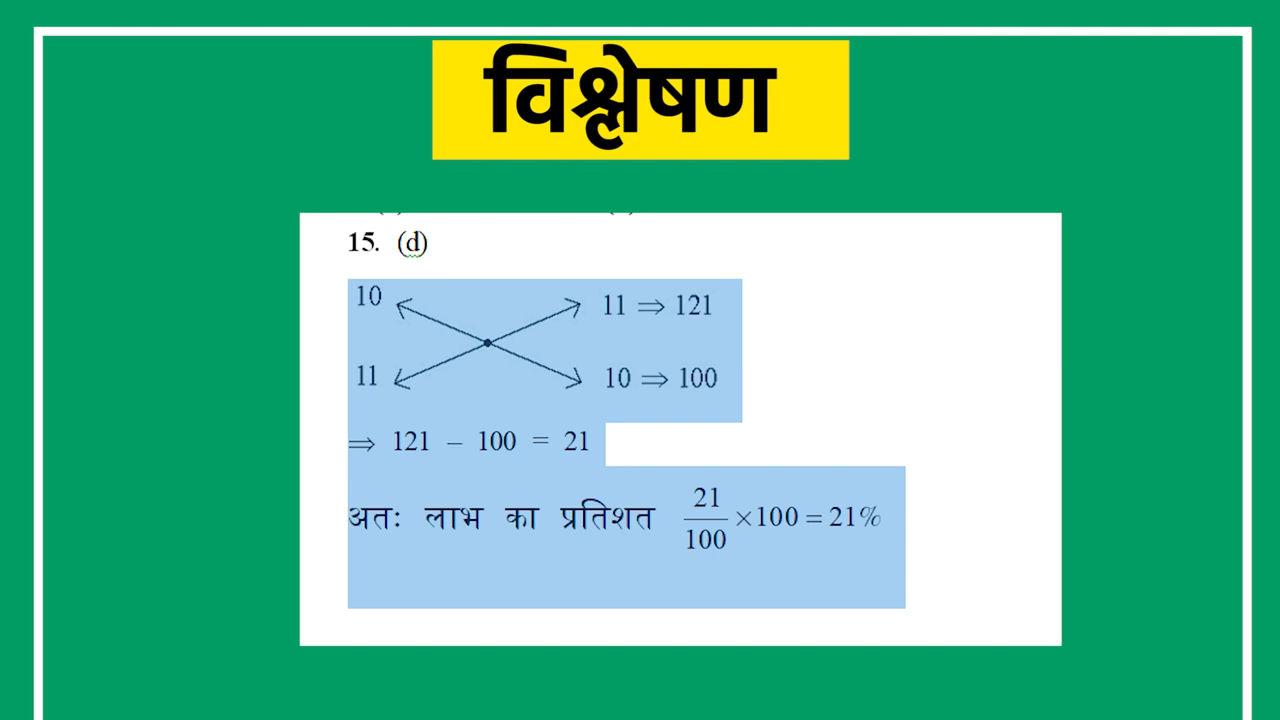 विश्लेषण
15. (d)
10 11 ⇒ 121
11 10 ⇒ 100
⇒ 121 – 100 = 21
अतः लाभ का प्रतिशत 21/100 ×100 = 21%